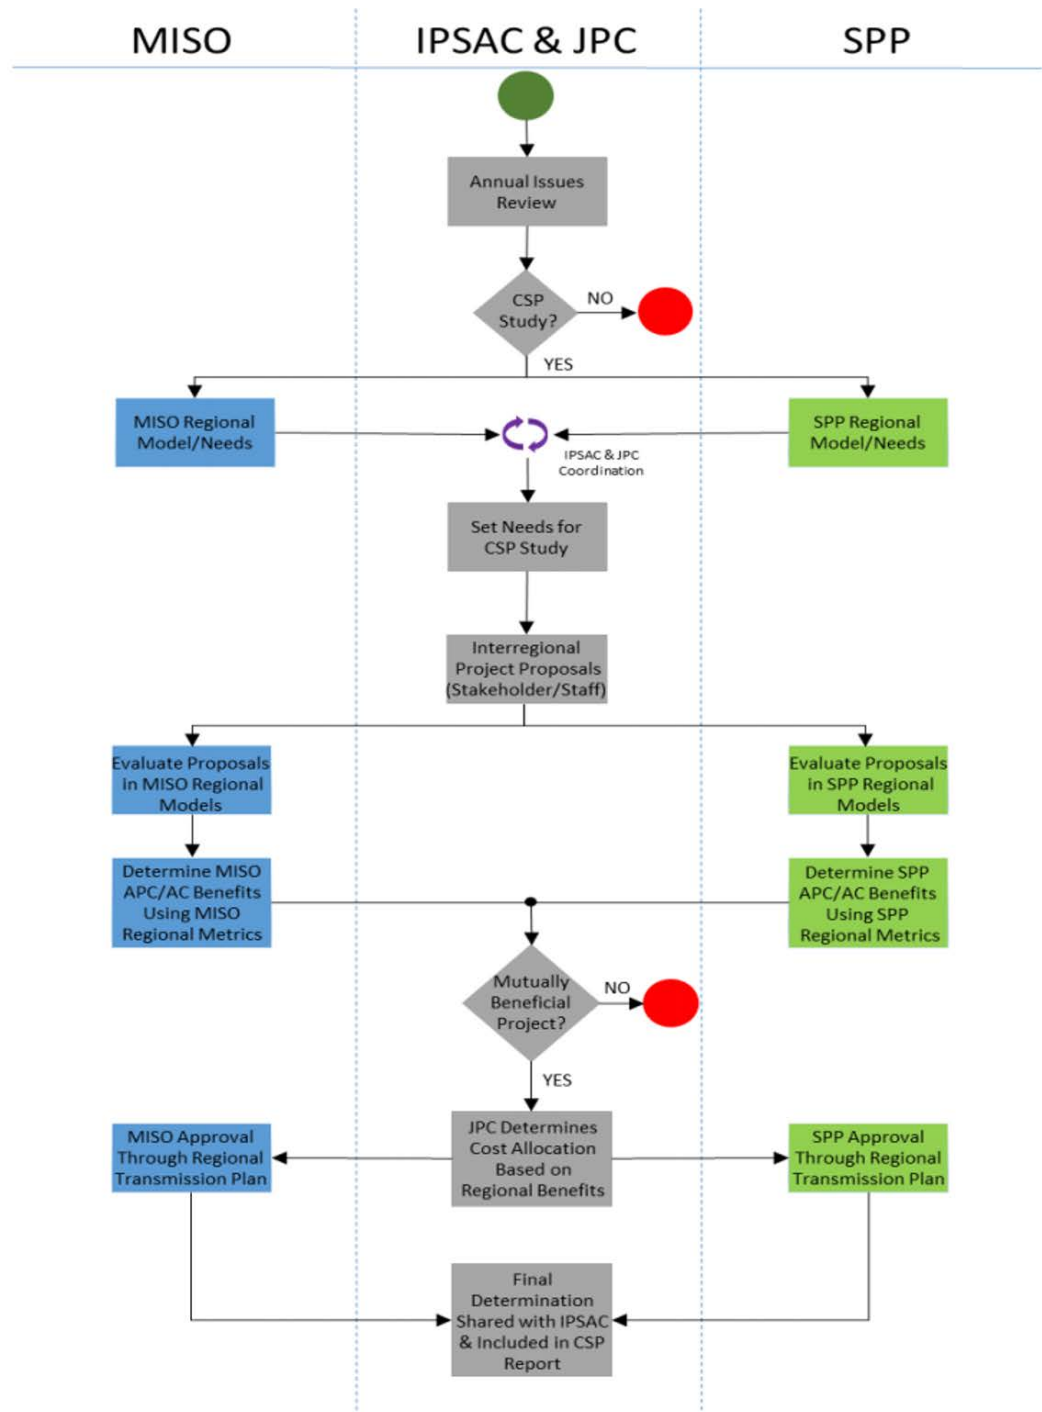 MISO
IPSAC & JPC
SPP
Annual Issues
Review
CSP
Study?
NO
YES
MISO Regional
Model/Needs
SPP Regional
Model/Needs
IPSAC & JPC
Coordination
Set Needs for
CSP Study
Interregional
Project Proposals
(Stakeholder/Staff)
Evaluate Proposals
in MISO Regional
Models
Evaluate Proposals
in SPP Regional
Models
Determine MISO
APC/AC Benefits
Using MISO
Regional Metrics
Determine SPP
APC/AC Benefits
Using SPP
Regional Metrics
Mutually
Beneficial
Project?
NO
YES
MISO Approval
Through Regional
Transmission Plan
JPC Determines
Cost Allocation
Based on
Regional Benefits
SPP Approval
Through Regional
Transmission Plan
Final
Determination
Shared with IPSAC
& Included in CSP
Report